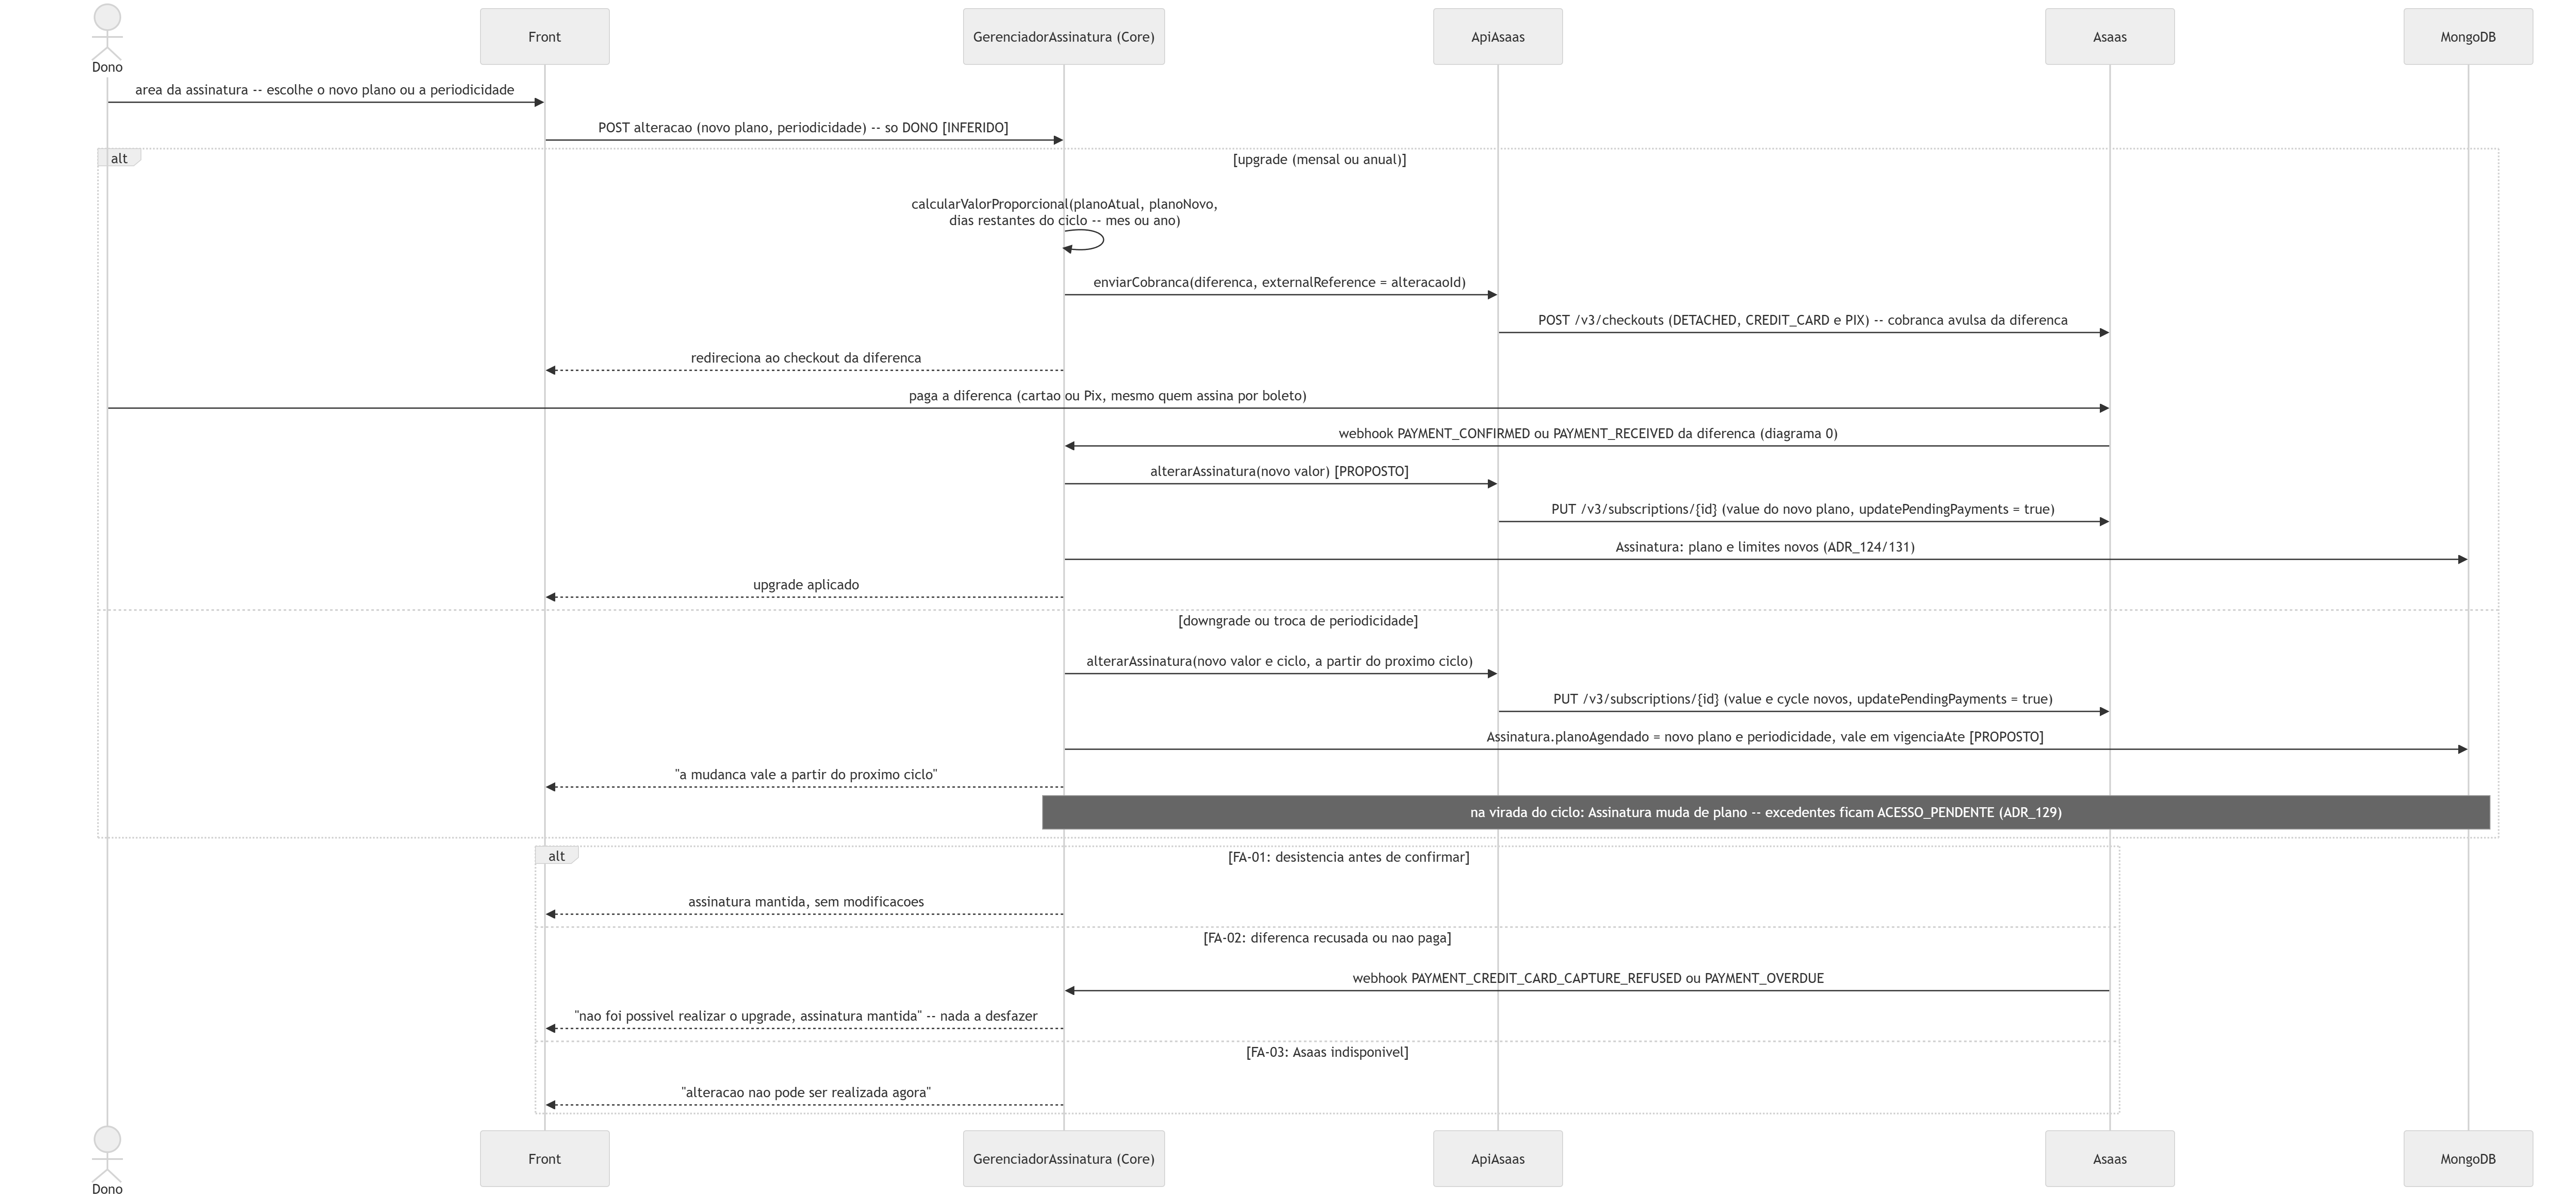 Dono
Front
GerenciadorAssinatura (Core)
ApiAsaas
Asaas
MongoDB
area da assinatura -- escolhe o novo plano ou a periodicidade
POST alteracao (novo plano, periodicidade) -- so DONO [INFERIDO]
alt
[upgrade (mensal ou anual)]
calcularValorProporcional(planoAtual, planoNovo,
dias restantes do ciclo -- mes ou ano)
enviarCobranca(diferenca, externalReference = alteracaoId)
POST /v3/checkouts (DETACHED, CREDIT_CARD e PIX) -- cobranca avulsa da diferenca
redireciona ao checkout da diferenca
paga a diferenca (cartao ou Pix, mesmo quem assina por boleto)
webhook PAYMENT_CONFIRMED ou PAYMENT_RECEIVED da diferenca (diagrama 0)
alterarAssinatura(novo valor) [PROPOSTO]
PUT /v3/subscriptions/{id} (value do novo plano, updatePendingPayments = true)
Assinatura: plano e limites novos (ADR_124/131)
upgrade aplicado
[downgrade ou troca de periodicidade]
alterarAssinatura(novo valor e ciclo, a partir do proximo ciclo)
PUT /v3/subscriptions/{id} (value e cycle novos, updatePendingPayments = true)
Assinatura.planoAgendado = novo plano e periodicidade, vale em vigenciaAte [PROPOSTO]
"a mudanca vale a partir do proximo ciclo"
na virada do ciclo: Assinatura muda de plano -- excedentes ficam ACESSO_PENDENTE (ADR_129)
alt
[FA-01: desistencia antes de confirmar]
assinatura mantida, sem modificacoes
[FA-02: diferenca recusada ou nao paga]
webhook PAYMENT_CREDIT_CARD_CAPTURE_REFUSED ou PAYMENT_OVERDUE
"nao foi possivel realizar o upgrade, assinatura mantida" -- nada a desfazer
[FA-03: Asaas indisponivel]
"alteracao nao pode ser realizada agora"
Dono
Front
GerenciadorAssinatura (Core)
ApiAsaas
Asaas
MongoDB